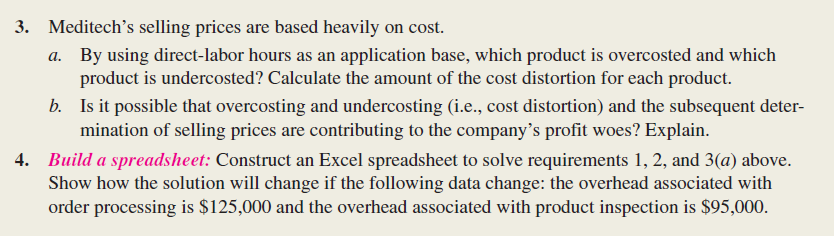 3. Meditech's selling prices are based heavily on cost.
a. By using direct-labor hours as an application base, which product is overcosted and which
product is undercosted? Calculate the amount of the cost distortion for each product.
b. Is it possible that overcosting and undercosting (i.e., cost distortion) and the subsequent deter-
mination of selling prices are contributing to the company's profit woes? Explain.
4. Build a spreadsheet: Construct an Excel spreadsheet to solve requirements 1, 2, and 3(a) above.
Show how the solution will change if the following data change: the overhead associated with
order processing is $125,000 and the overhead associated with product inspection is $95,000.